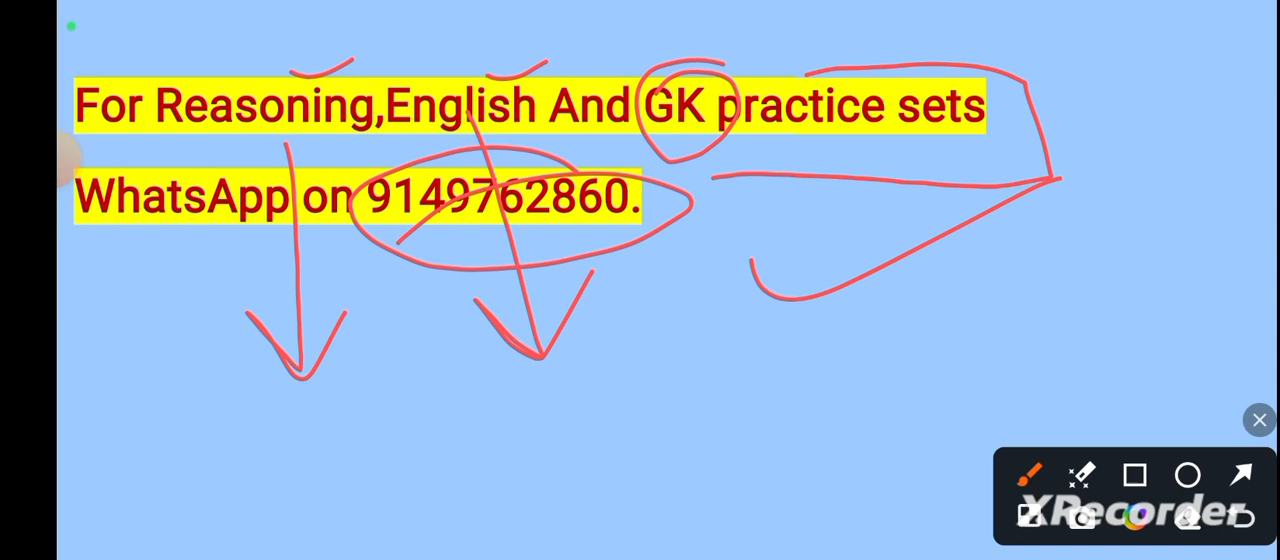 For Reasoning,English And GK practice sets
WhatsApp on 9149762860.
XRecorder